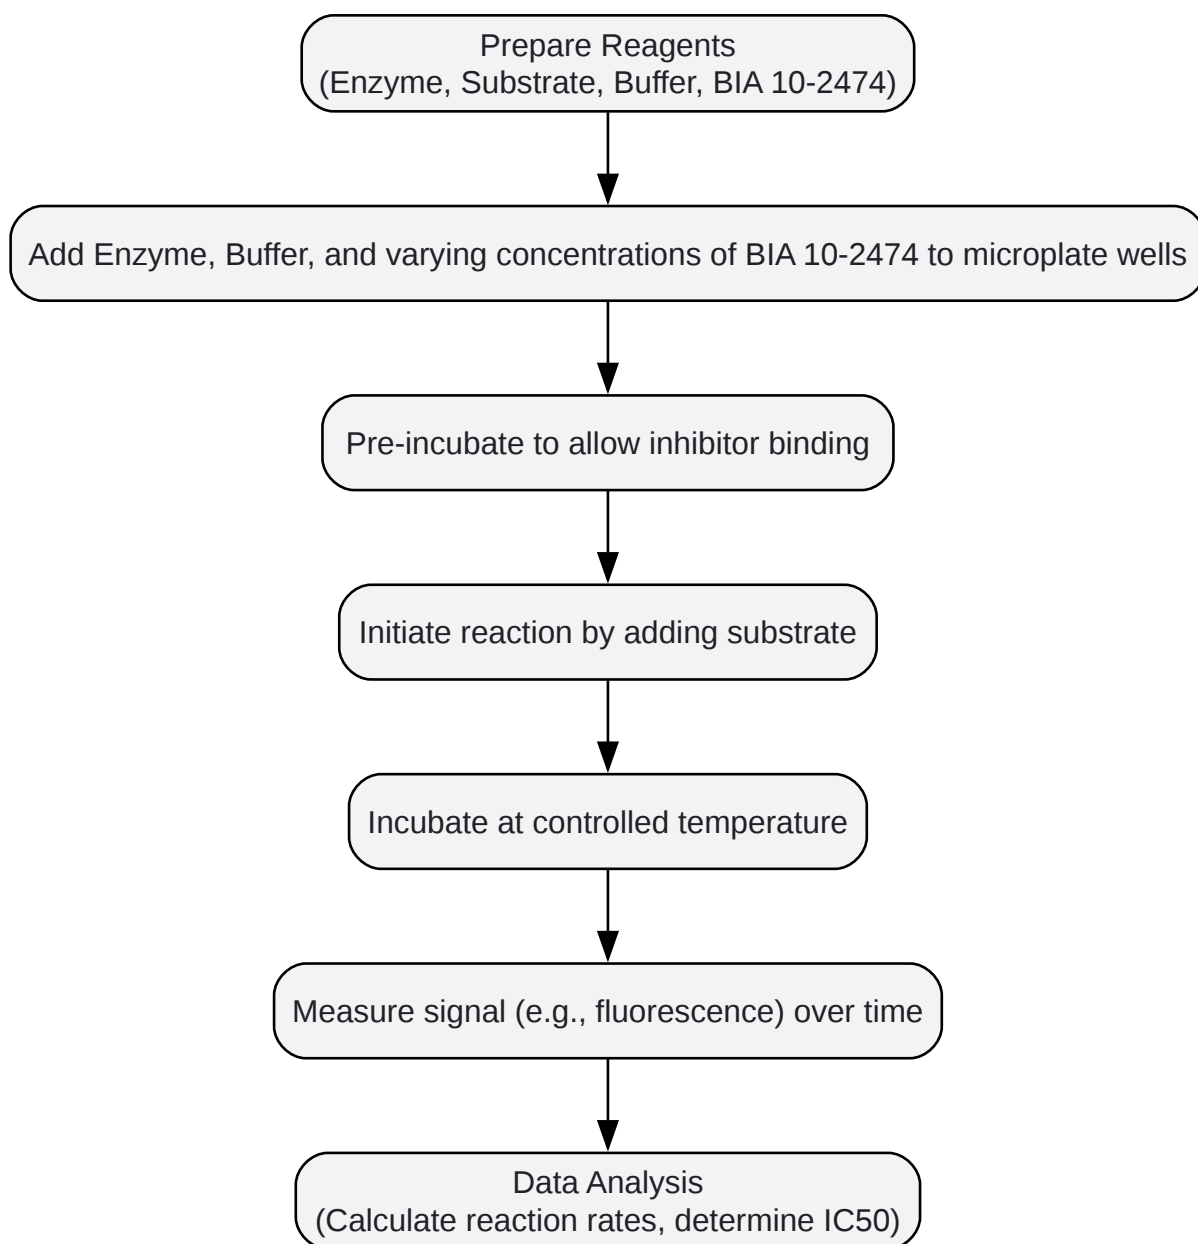 Prepare Reagents
(Enzyme, Substrate, Buffer, BIA 10-2474)
Add Enzyme, Buffer, and varying concentrations of BIA 10-2474 to microplate wells
Pre-incubate to allow inhibitor binding
Initiate reaction by adding substrate
Incubate at controlled temperature
Measure signal (e.g., fluorescence) over time
Data Analysis
(Calculate reaction rates, determine IC50)